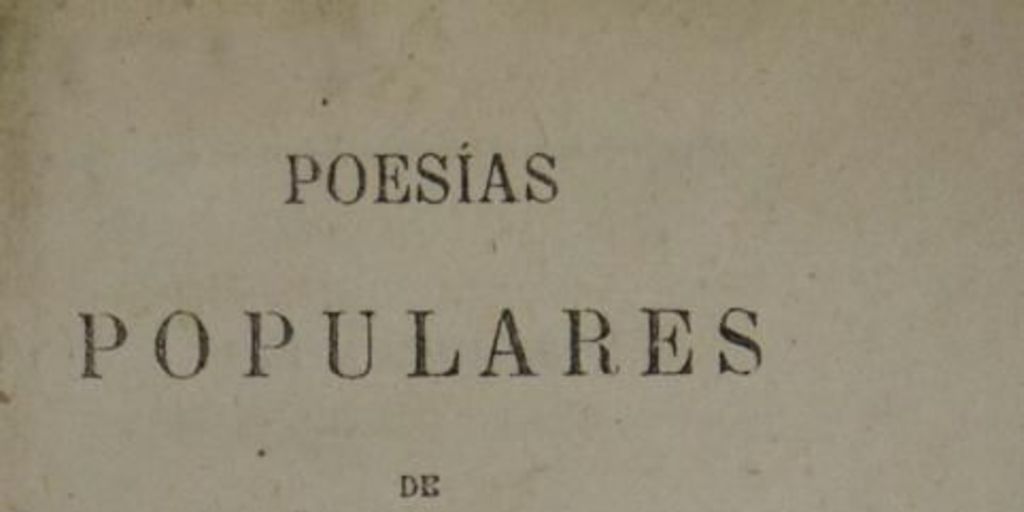 POESÍAS
POPULARES
DE